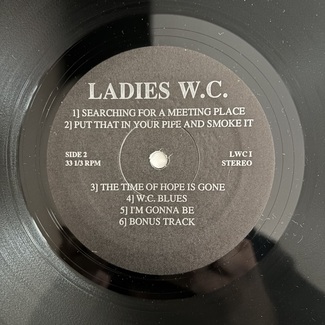 LADIES W.C.
1] SEARCHING FOR A MEETING PLACE
2] PUT THAT IN YOUR PIPE AND SMOKE IT
SIDE 2
33 1/3 RPM
LWC I
STEREO
3] THE TIME OF HOPE IS GONE
4] W.C. BLUES
5] I'M GONNA BE
6] BONUS TRACK